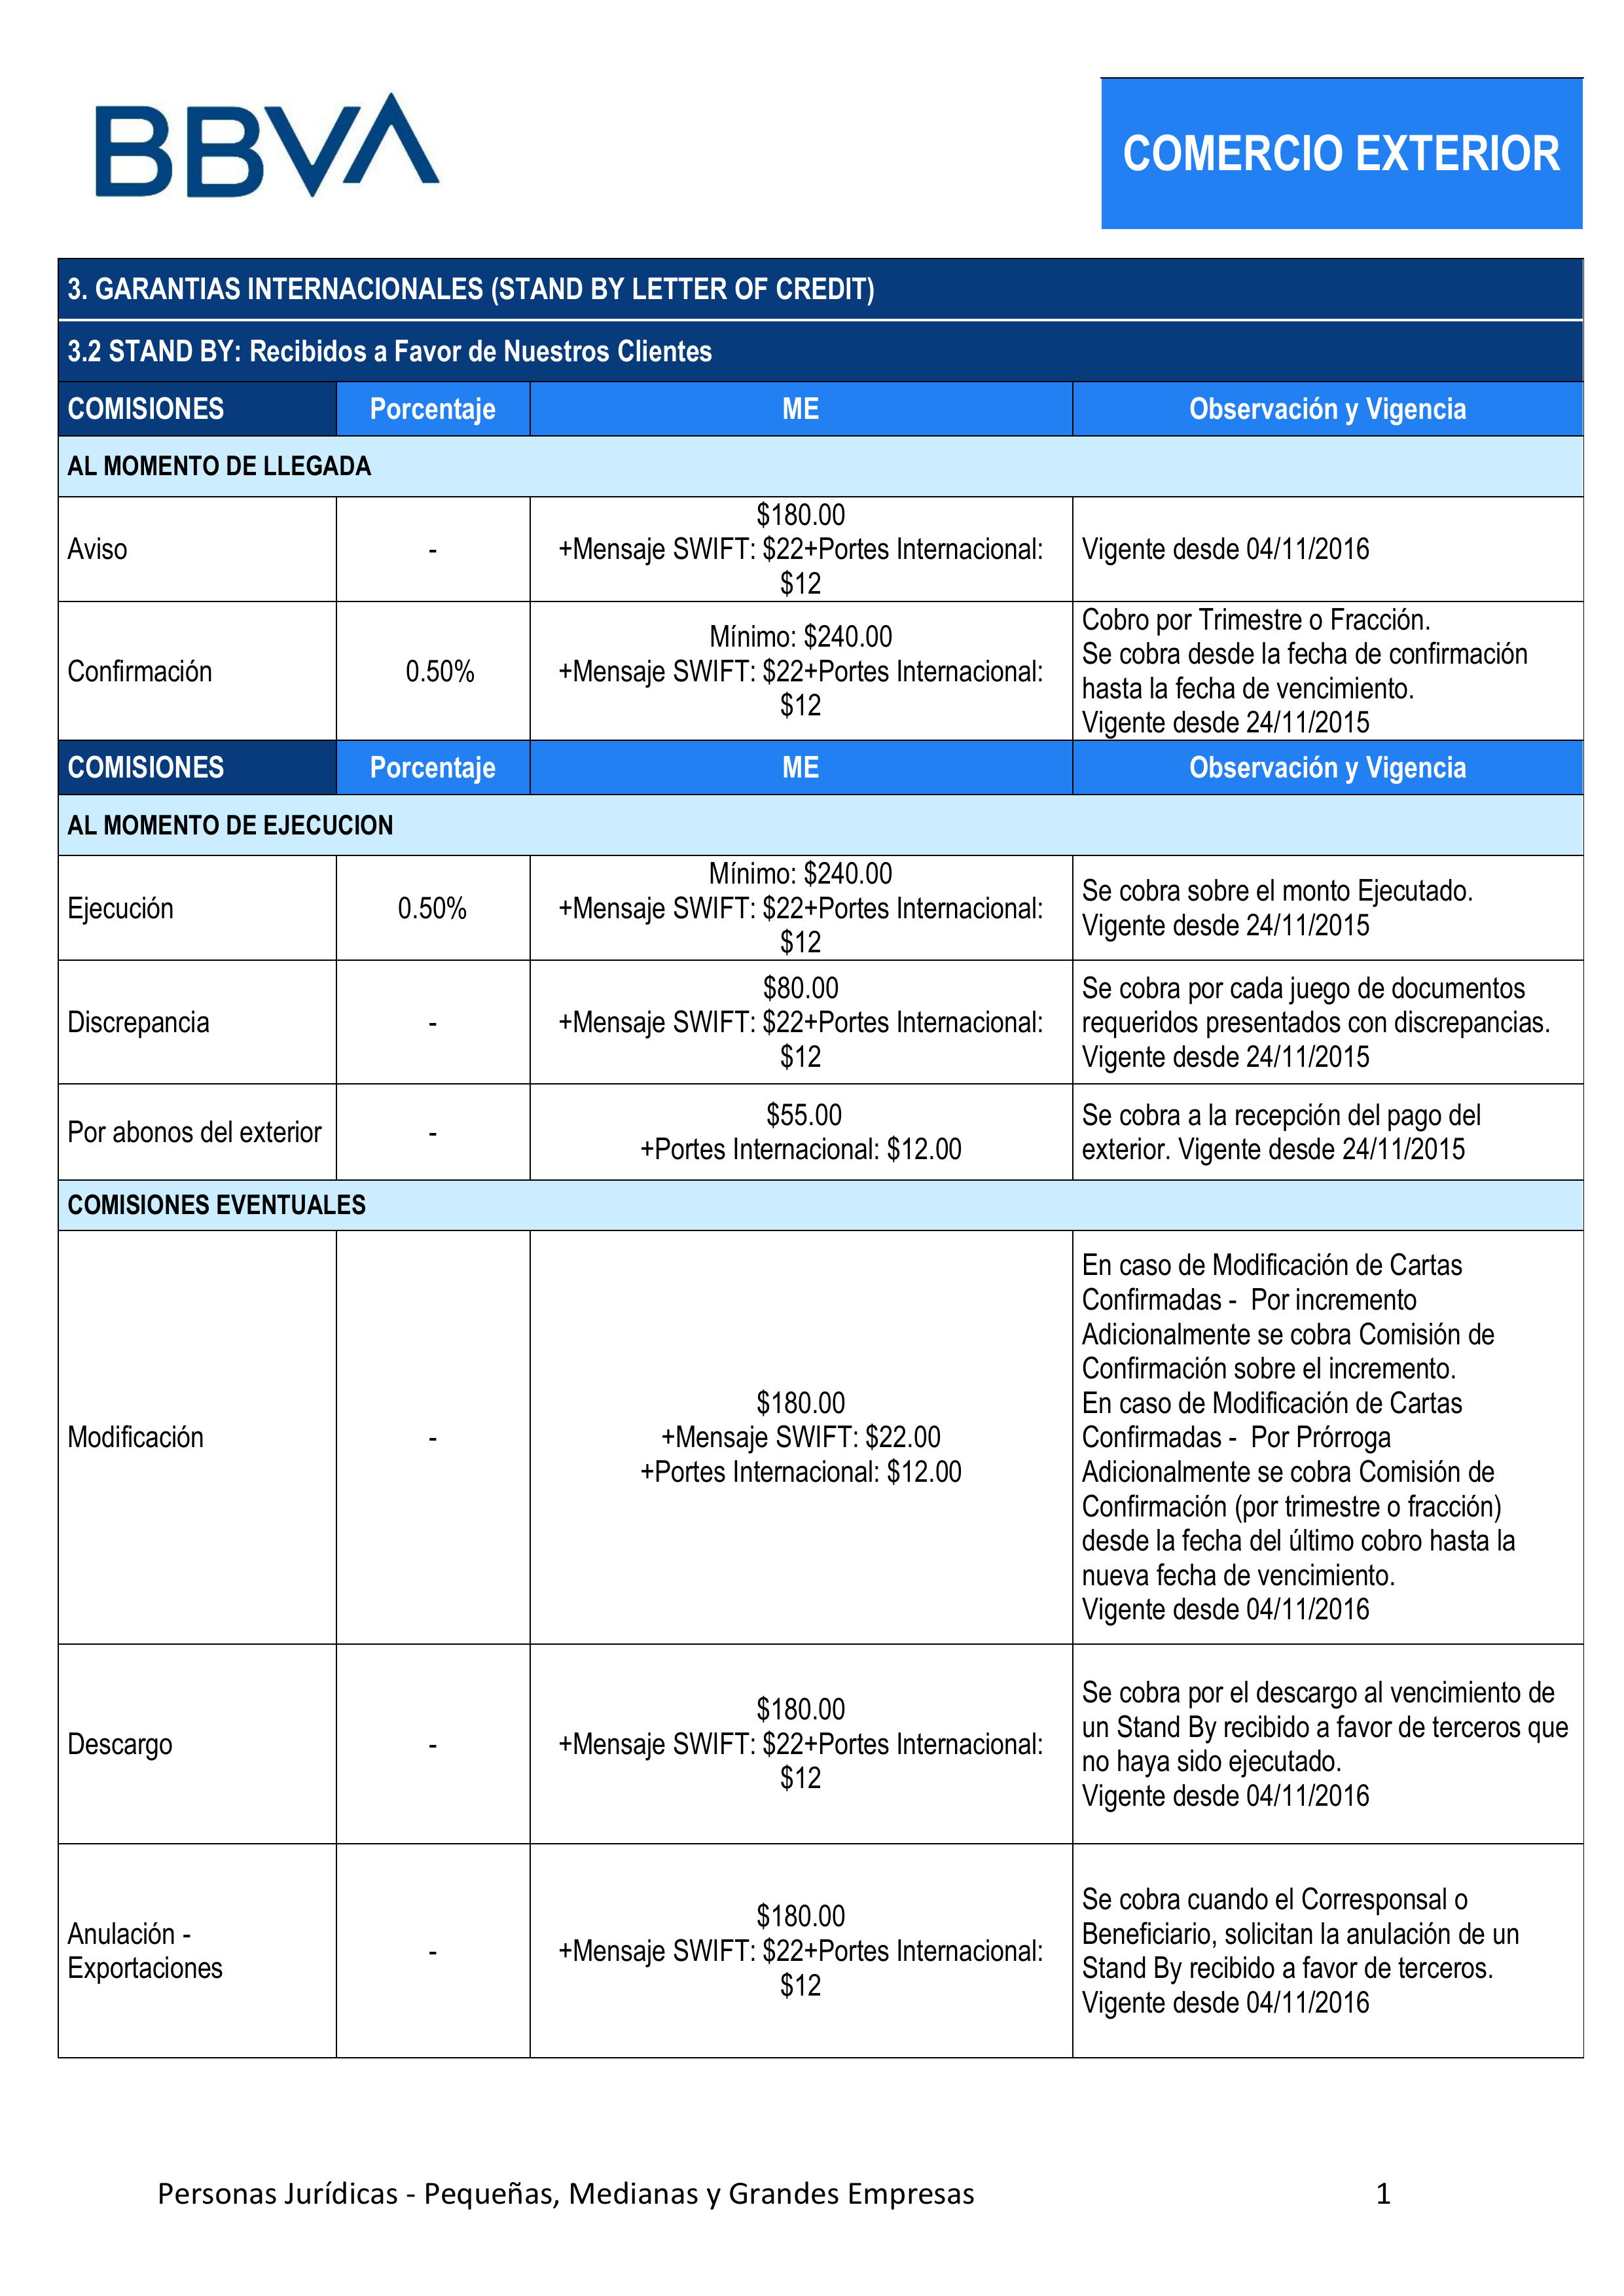 BBVA
COMERCIO EXTERIOR
3. GARANTIAS INTERNACIONALES (STAND BY LETTER OF CREDIT)
3.2 STAND BY: Recibidos a Favor de Nuestros Clientes
COMISIONES Porcentaje ME Observación y Vigencia
AL MOMENTO DE LLEGADA
Aviso
-
$180.00
+Mensaje SWIFT: $22+Portes Internacional:
$12
Vigente desde 04/11/2016
Confirmación
0.50%
Mínimo: $240.00
+Mensaje SWIFT: $22+Portes Internacional:
$12
Cobro por Trimestre o Fracción.
Se cobra desde la fecha de confirmación
hasta la fecha de vencimiento.
Vigente desde 24/11/2015
COMISIONES Porcentaje ME Observación y Vigencia
AL MOMENTO DE EJECUCION
Ejecución
0.50%
Mínimo: $240.00
+Mensaje SWIFT: $22+Portes Internacional:
$12
Se cobra sobre el monto Ejecutado.
Vigente desde 24/11/2015
Discrepancia
-
$80.00
+Mensaje SWIFT: $22+Portes Internacional:
$12
Se cobra por cada juego de documentos
requeridos presentados con discrepancias.
Vigente desde 24/11/2015
Por abonos del exterior
-
$55.00
+Portes Internacional: $12.00
Se cobra a la recepción del pago del
exterior. Vigente desde 24/11/2015
COMISIONES EVENTUALES
Modificación
-
$180.00
+Mensaje SWIFT: $22.00
+Portes Internacional: $12.00
En caso de Modificación de Cartas
Confirmadas - Por incremento
Adicionalmente se cobra Comisión de
Confirmación sobre el incremento.
En caso de Modificación de Cartas
Confirmadas - Por Prórroga
Adicionalmente se cobra Comisión de
Confirmación (por trimestre o fracción)
desde la fecha del último cobro hasta la
nueva fecha de vencimiento.
Vigente desde 04/11/2016
Descargo
-
$180.00
+Mensaje SWIFT: $22+Portes Internacional:
$12
Se cobra por el descargo al vencimiento de
un Stand By recibido a favor de terceros que
no haya sido ejecutado.
Vigente desde 04/11/2016
Anulación -
Exportaciones
-
$180.00
+Mensaje SWIFT: $22+Portes Internacional:
$12
Se cobra cuando el Corresponsal o
Beneficiario, solicitan la anulación de un
Stand By recibido a favor de terceros.
Vigente desde 04/11/2016
Personas Jurídicas - Pequeñas, Medianas y Grandes Empresas 1